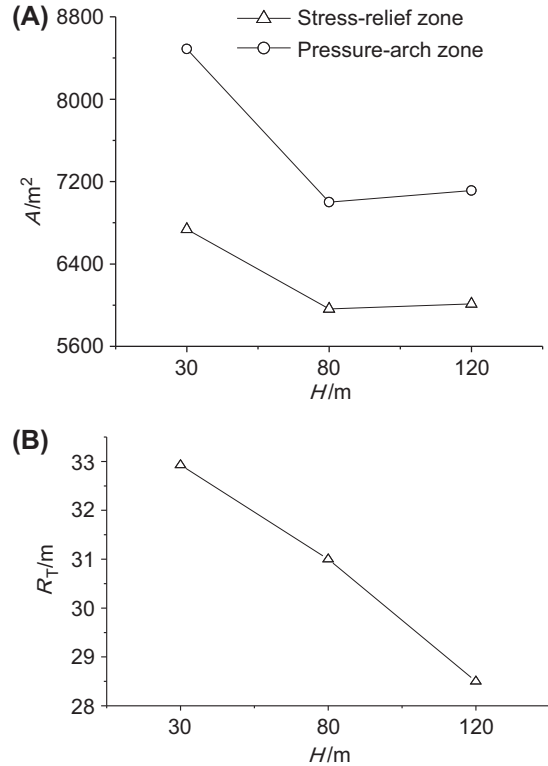 (A)
Stress-relief zone
Pressure-arch zone
8800
8000
7200
6400
5600
A/m²
30 80 120
H/m
(B)
33
32
31
30
29
28
R_T/m
30 80 120
H/m